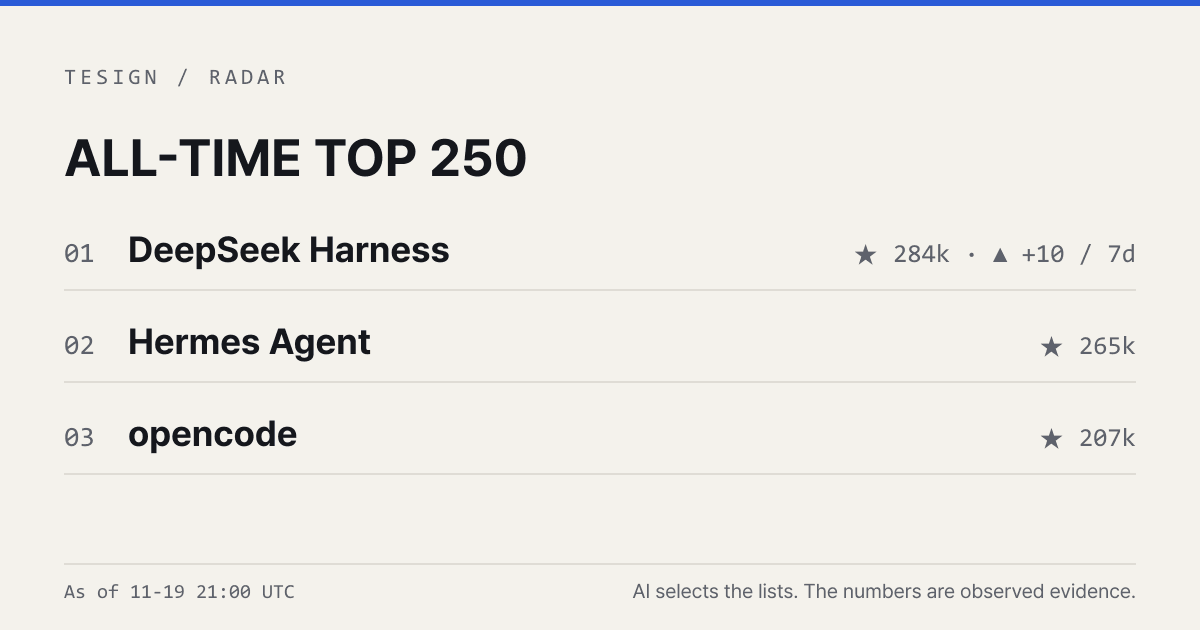 TESIGN / RADAR
ALL-TIME TOP 250
01 DeepSeek Harness ★ 284k · ▲ +10 / 7d
02 Hermes Agent ★ 265k
03 opencode ★ 207k
As of 11-19 21:00 UTC AI selects the lists. The numbers are observed evidence.